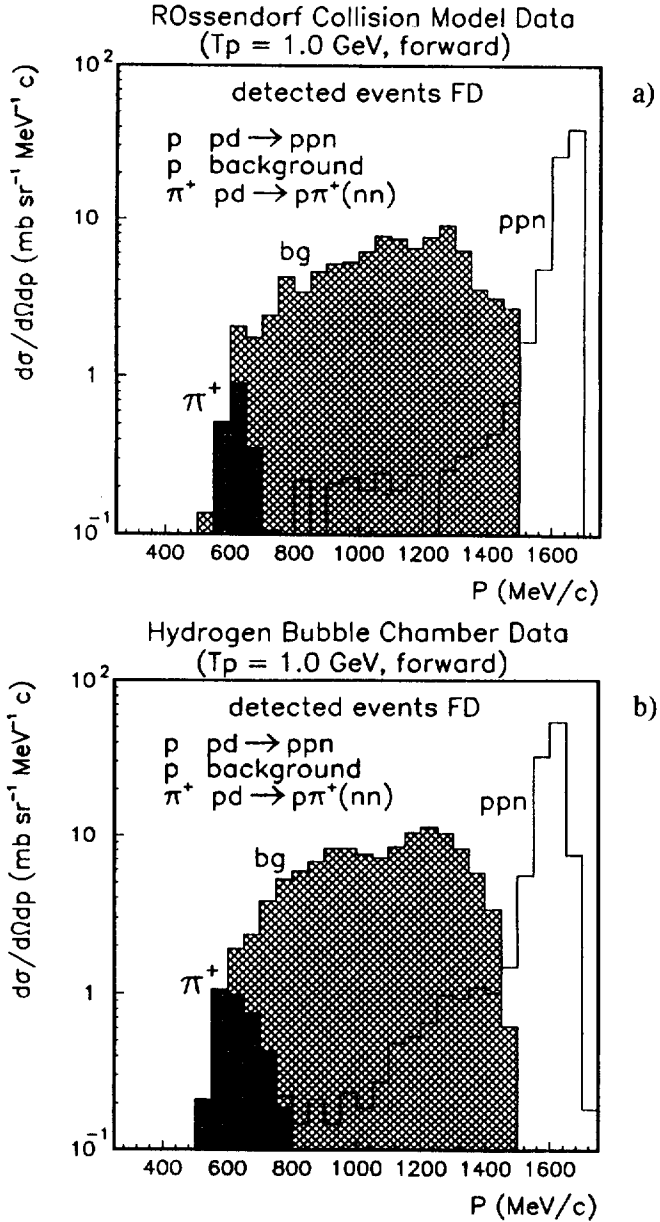 ROssendorf Collision Model Data
(Tp = 1.0 GeV, forward)
a)
detected events FD
p pd → ppn
p background
π⁺ pd → pπ⁺(nn)
ppn
bg
π⁺
dσ/dΩdp (mb sr⁻¹ MeV⁻¹ c)
10²
10
1
10⁻¹
400 600 800 1000 1200 1400 1600
P (MeV/c)
Hydrogen Bubble Chamber Data
(Tp = 1.0 GeV, forward)
b)
detected events FD
p pd → ppn
p background
π⁺ pd → pπ⁺(nn)
ppn
bg
π⁺
dσ/dΩdp (mb sr⁻¹ MeV⁻¹ c)
10²
10
1
10⁻¹
400 600 800 1000 1200 1400 1600
P (MeV/c)